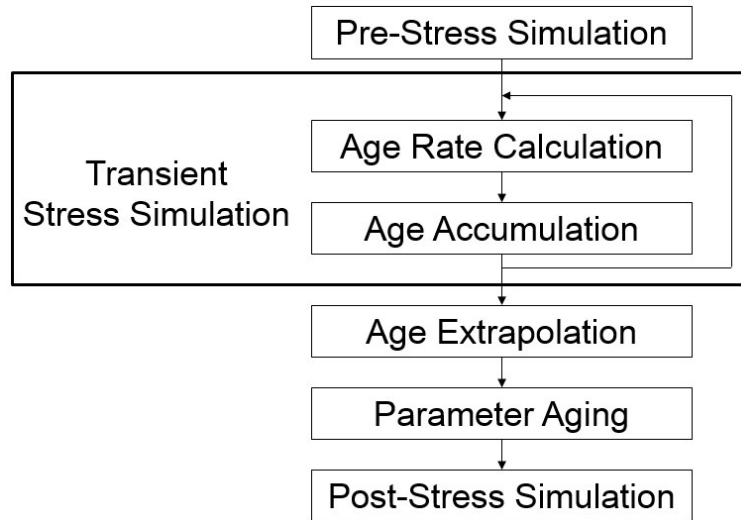 Pre-Stress Simulation
Transient
Stress Simulation
Age Rate Calculation
Age Accumulation
Age Extrapolation
Parameter Aging
Post-Stress Simulation